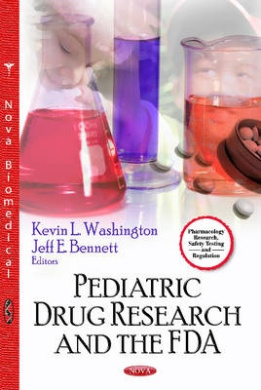 Nova Biomedical
Kevin L. Washington
Jeff E. Bennett
Editors
Pharmacology
Research,
Safety Testing
and
Regulation
PEDIATRIC
DRUG RESEARCH
AND THE FDA
NOVA